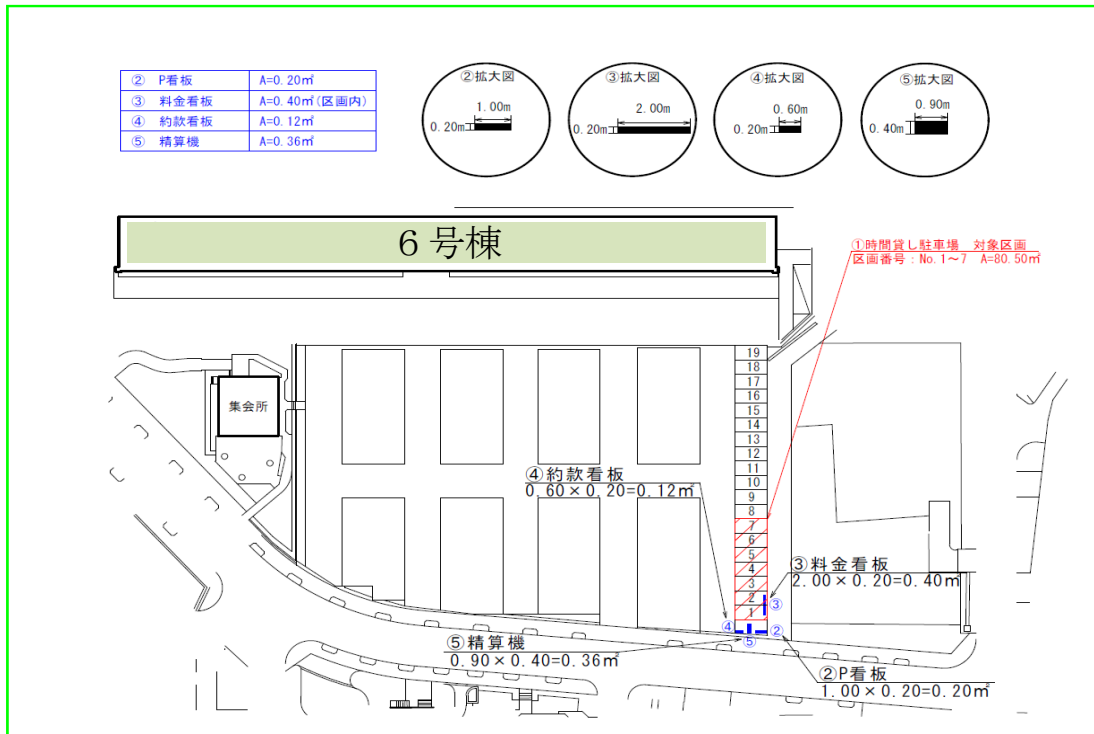 ② P看板 A=0.20㎡
③ 料金看板 A=0.40㎡(区画内)
④ 約款看板 A=0.12㎡
⑤ 精算機 A=0.36㎡
②拡大図
1.00m
0.20m
③拡大図
2.00m
0.20m
④拡大図
0.60m
0.20m
⑤拡大図
0.90m
0.40m
6号棟
①時間貸し駐車場 対象区画
区画番号：No.1～7 A=80.50㎡
集会所
19
18
17
16
15
14
13
12
11
10
9
8
7
6
5
4
3
2
1
④約款看板
0.60×0.20=0.12㎡
③料金看板
2.00×0.20=0.40㎡
③
④
②
⑤
⑤精算機
0.90×0.40=0.36㎡
②P看板
1.00×0.20=0.20㎡